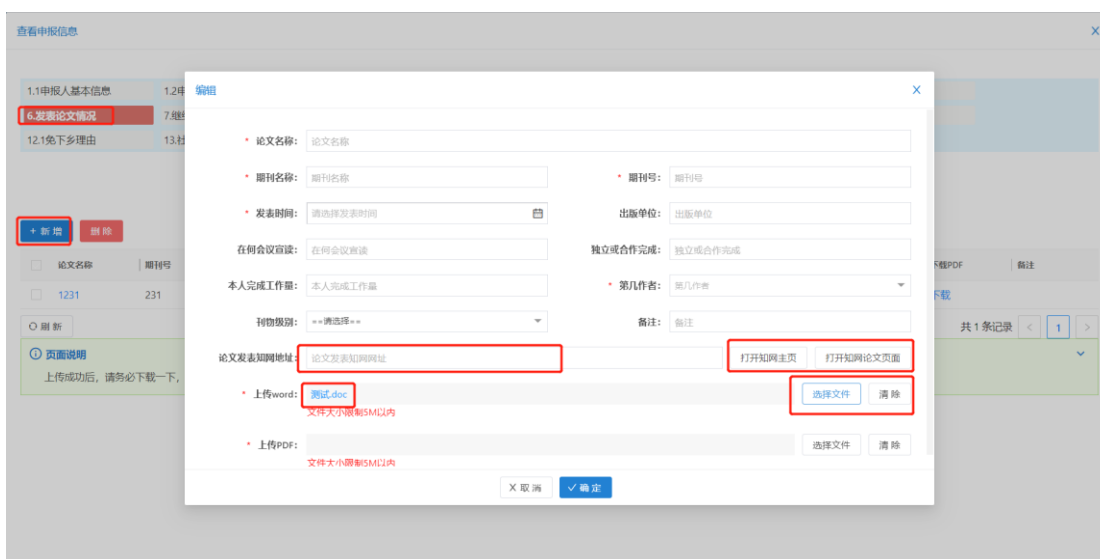 查看申报信息 X
1.1申报人基本信息 1.2申
6.发表论文情况 7.继
12.1免下乡理由 13.社
+ 新增 删除
论文名称 期刊号 下载PDF 备注
1231 231 下载
刷新 共1条记录 < 1 >
页面说明
上传成功后，请务必下载一下，
编辑 X
* 论文名称: 论文名称
* 期刊名称: 期刊名称 * 期刊号: 期刊号
* 发表时间: 请选择发表时间 出版单位: 出版单位
在何会议宣读: 在何会议宣读 独立或合作完成: 独立或合作完成
本人完成工作量: 本人完成工作量 * 第几作者: 第几作者
刊物级别: ==请选择== 备注: 备注
论文发表知网地址: 论文发表知网网址 打开知网主页 打开知网论文页面
* 上传word: 测试.doc 选择文件 清除
文件大小限制5M以内
* 上传PDF: 选择文件 清除
文件大小限制5M以内
X 取消 ✓ 确定